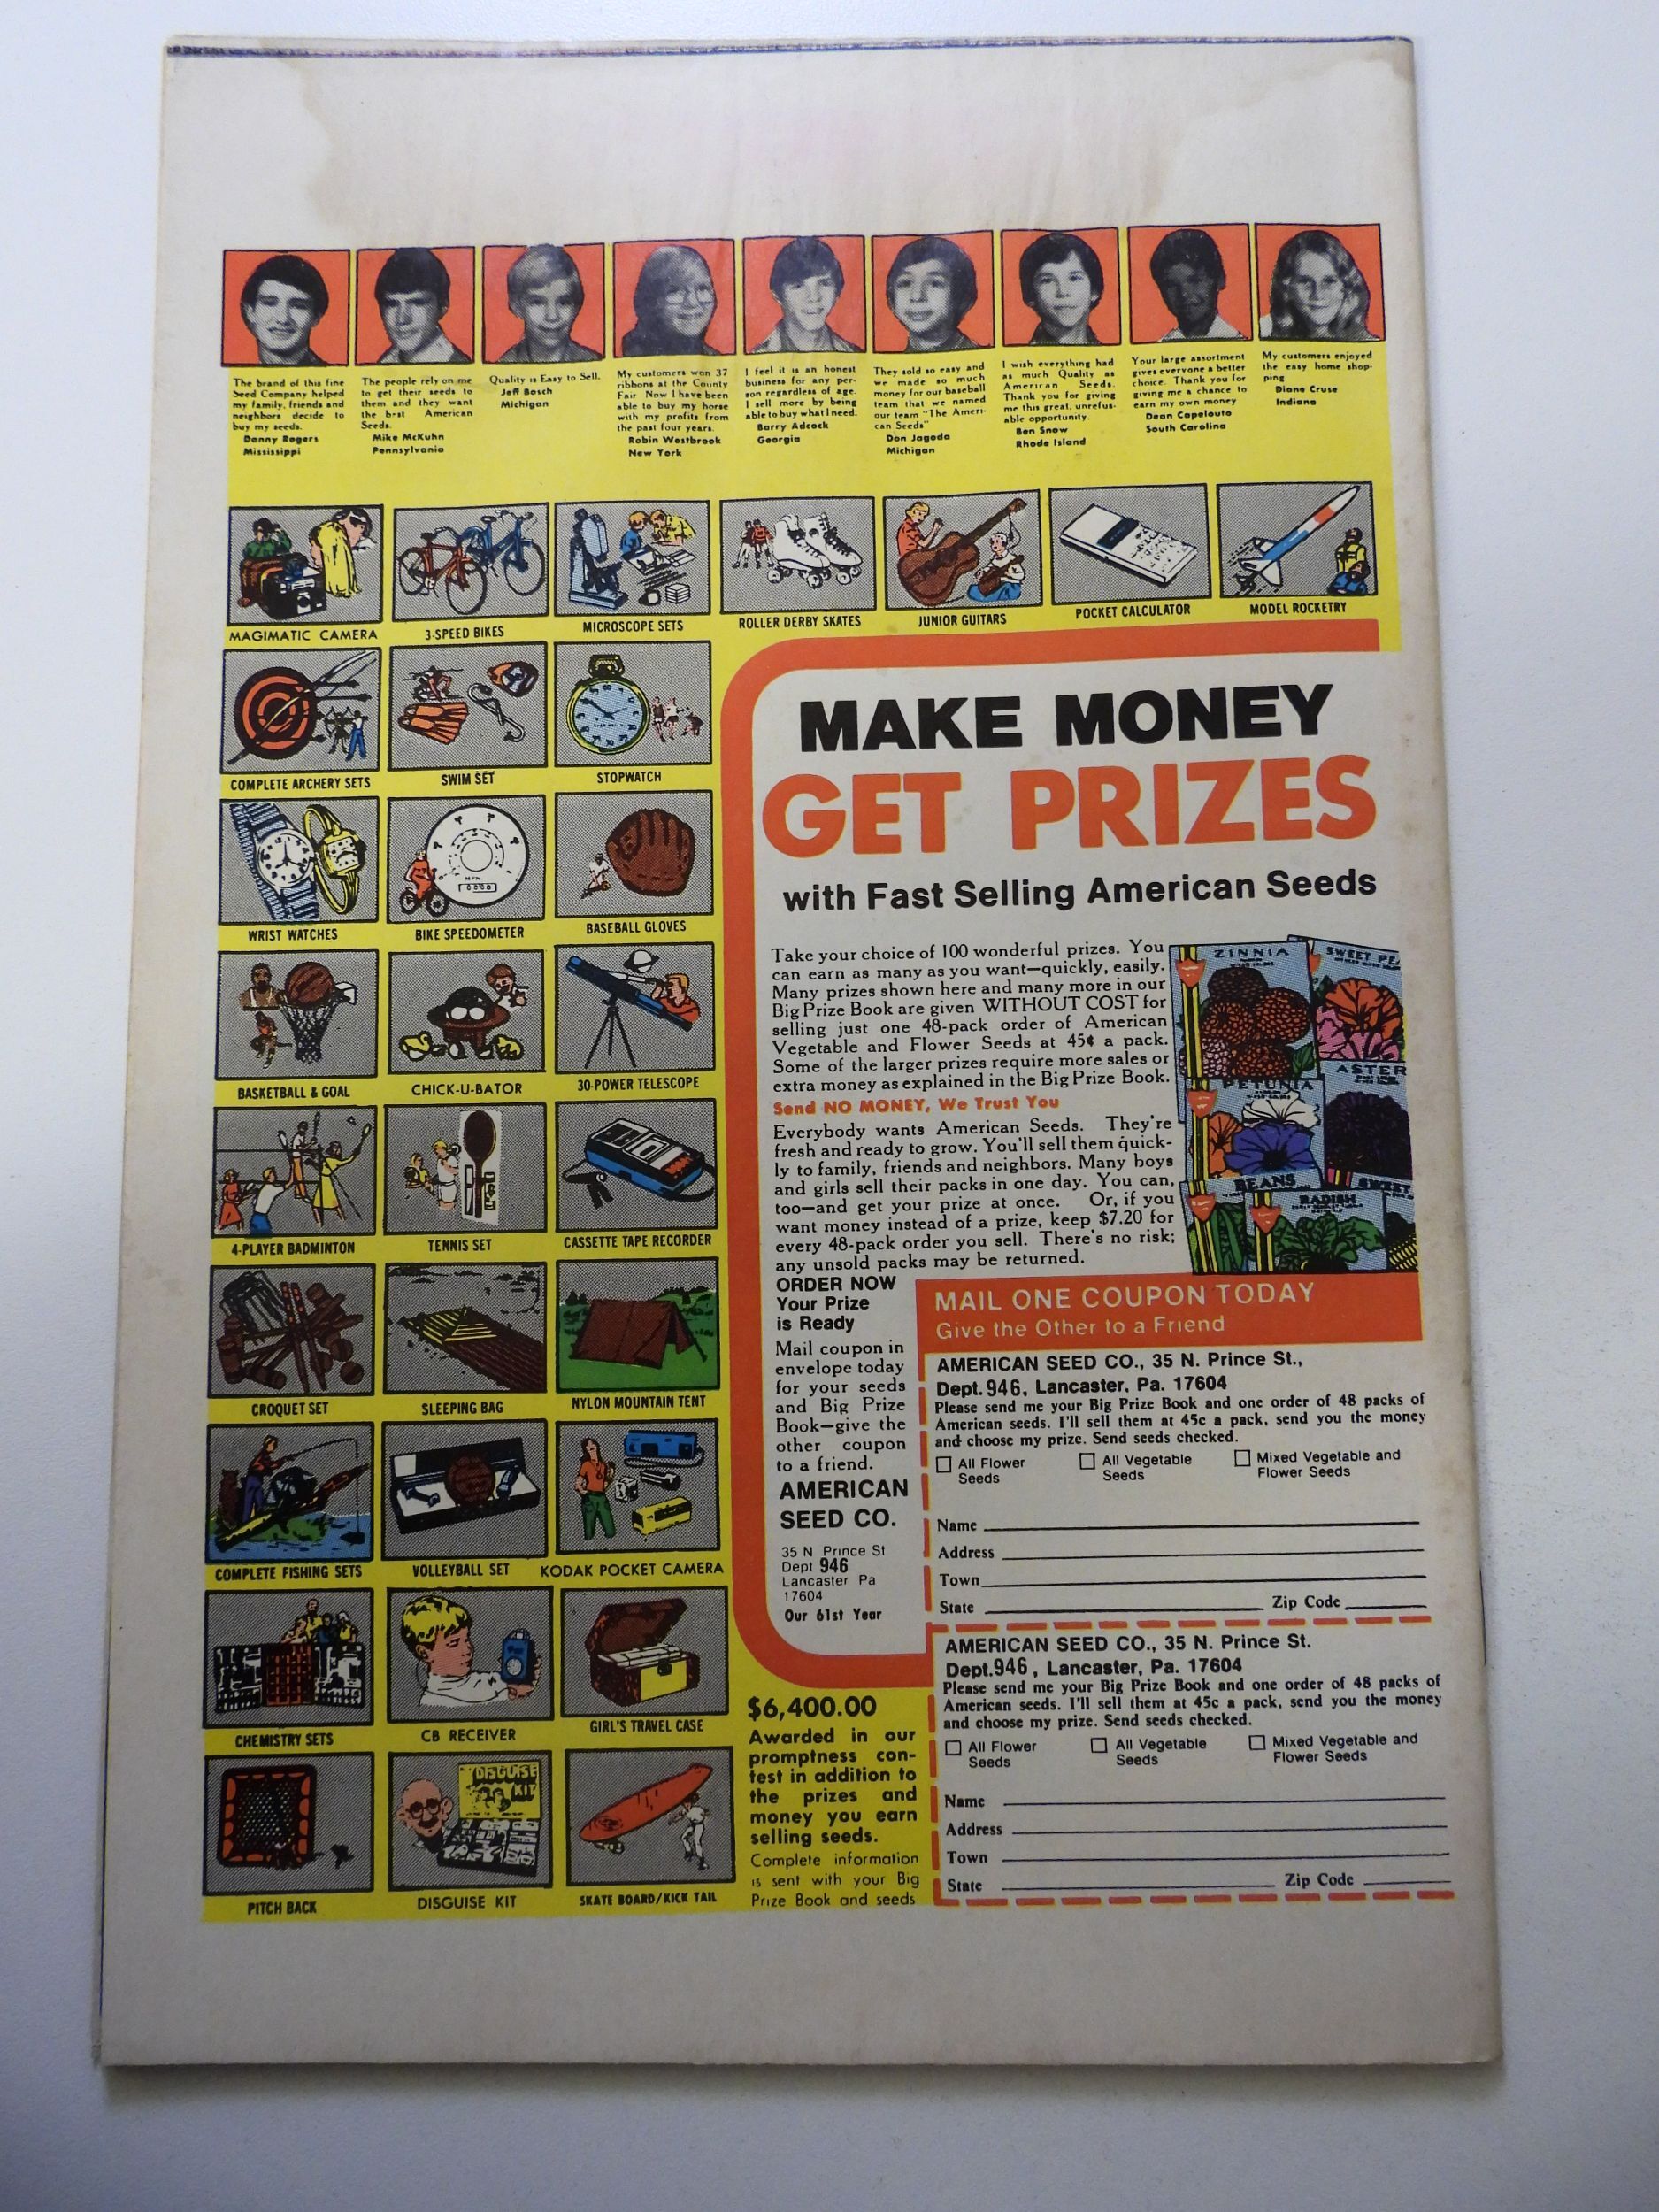 The brand of this fine
Seed Company helped
my family, friends and
neighbors decide to
buy my seeds.
Danny Rogers
Mississippi
The people rely on me
to get their seeds to
them and they want
the best American
Seeds.
Mike McKuhn
Pennsylvania
Quality is Easy to Sell.
Jeff Bosch
Michigan
My customers won 37
ribbons at the County
Fair Now I have been
able to buy my horse
with my profits from
the past four years.
Robin Westbrook
New York
I feel it is an honest
business for any per-
son regardless of age.
I sell more by being
able to buy what I need.
Barry Adcock
Georgia
They sold so easy and
we made so much
money for our baseball
team that we named
our team "The Ameri-
can Seeds"
Don Jagoda
Michigan
I wish everything had
as much Quality as
American Seeds.
Thank you for giving
me this great, unrefus-
able opportunity.
Ben Snow
Rhode Island
Your large assortment
gives everyone a better
choice. Thank you for
giving me a chance to
earn my own money
Dean Capelouto
South Carolina
My customers enjoyed
the easy home shop-
ping
Diane Cruse
Indiana
MAGIMATIC CAMERA
3-SPEED BIKES
MICROSCOPE SETS
ROLLER DERBY SKATES
JUNIOR GUITARS
POCKET CALCULATOR
MODEL ROCKETRY
COMPLETE ARCHERY SETS
SWIM SET
STOPWATCH
MPH
0000
WRIST WATCHES
BIKE SPEEDOMETER
BASEBALL GLOVES
BASKETBALL & GOAL
CHICK-U-BATOR
30-POWER TELESCOPE
4-PLAYER BADMINTON
TENNIS SET
CASSETTE TAPE RECORDER
CROQUET SET
SLEEPING BAG
NYLON MOUNTAIN TENT
COMPLETE FISHING SETS
VOLLEYBALL SET
KODAK POCKET CAMERA
CHEMISTRY SETS
CB RECEIVER
GIRL'S TRAVEL CASE
DISGUISE
KIT
PITCH BACK
DISGUISE KIT
SKATE BOARD/KICK TAIL
MAKE MONEY
GET PRIZES
with Fast Selling American Seeds
Take your choice of 100 wonderful prizes. You
can earn as many as you want—quickly, easily.
Many prizes shown here and many more in our
Big Prize Book are given WITHOUT COST for
selling just one 48-pack order of American
Vegetable and Flower Seeds at 45¢ a pack.
Some of the larger prizes require more sales or
extra money as explained in the Big Prize Book.
Send NO MONEY, We Trust You
Everybody wants American Seeds. They're
fresh and ready to grow. You'll sell them quick-
ly to family, friends and neighbors. Many boys
and girls sell their packs in one day. You can,
too—and get your prize at once. Or, if you
want money instead of a prize, keep $7.20 for
every 48-pack order you sell. There's no risk;
any unsold packs may be returned.
ZINNIA
SWEET PE
ASTER
PETUNIA
BEANS
RADISH
SWEET
ORDER NOW
Your Prize
is Ready
Mail coupon in
envelope today
for your seeds
and Big Prize
Book—give the
other coupon
to a friend.
AMERICAN
SEED CO.
35 N Prince St
Dept 946
Lancaster Pa
17604
Our 61st Year
MAIL ONE COUPON TODAY
Give the Other to a Friend
AMERICAN SEED CO., 35 N. Prince St.,
Dept. 946, Lancaster, Pa. 17604
Please send me your Big Prize Book and one order of 48 packs of
American seeds. I'll sell them at 45c a pack, send you the money
and choose my prize. Send seeds checked.
All Flower
Seeds
All Vegetable
Seeds
Mixed Vegetable and
Flower Seeds
Name
Address
Town
State Zip Code
AMERICAN SEED CO., 35 N. Prince St.
Dept.946, Lancaster, Pa. 17604
Please send me your Big Prize Book and one order of 48 packs of
American seeds. I'll sell them at 45c a pack, send you the money
and choose my prize. Send seeds checked.
All Flower
Seeds
All Vegetable
Seeds
Mixed Vegetable and
Flower Seeds
Name
Address
Town
State Zip Code
$6,400.00
Awarded in our
promptness con-
test in addition to
the prizes and
money you earn
selling seeds.
Complete information
is sent with your Big
Prize Book and seeds